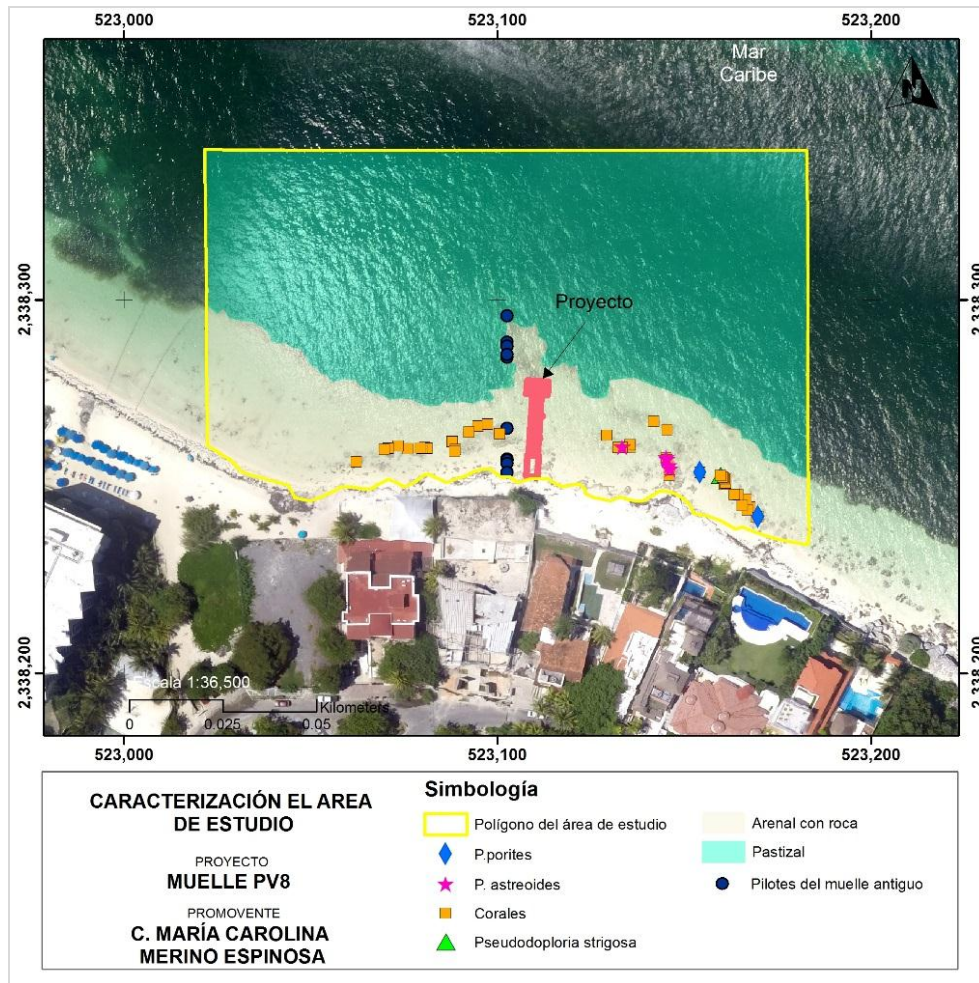 523,000 523,100 523,200
Mar
Caribe
N
2,338,300 2,338,300
Proyecto
2,338,200 2,338,200
Escala 1:36,500
Kilometers
0 0.025 0.05
523,000 523,100 523,200
CARACTERIZACIÓN EL AREA
DE ESTUDIO
PROYECTO
MUELLE PV8
PROMOVENTE
C. MARÍA CAROLINA
MERINO ESPINOSA
Simbología
Polígono del área de estudio
P.porites
P. astreoides
Corales
Pseudodoploria strigosa
Arenal con roca
Pastizal
Pilotes del muelle antiguo